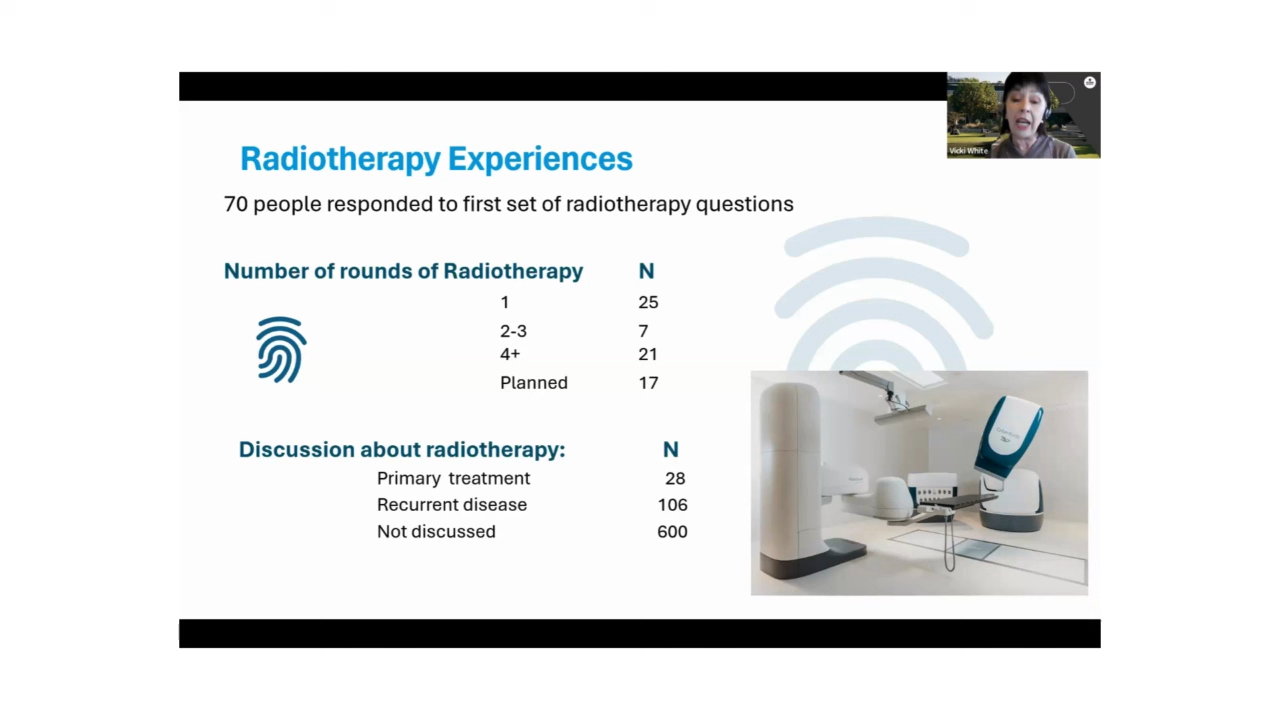 Vicki White
Radiotherapy Experiences
70 people responded to first set of radiotherapy questions
Number of rounds of Radiotherapy N
1 25
2-3 7
4+ 21
Planned 17
Discussion about radiotherapy: N
Primary treatment 28
Recurrent disease 106
Not discussed 600